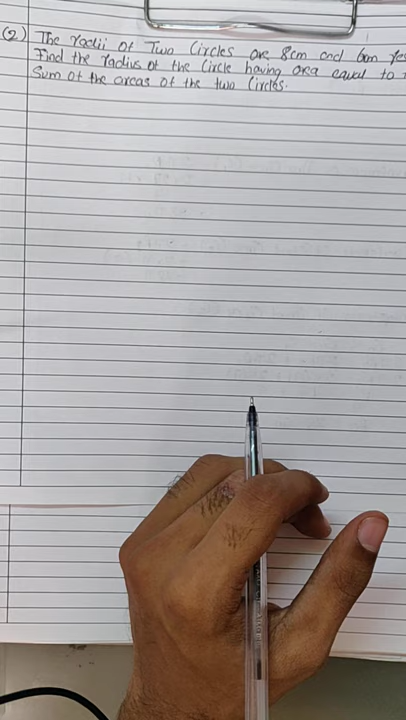 (2) The radii of Two Circles are 8cm and 6cm
Find the radius of the Circle having area equal to
Sum of the areas of the two Circles.